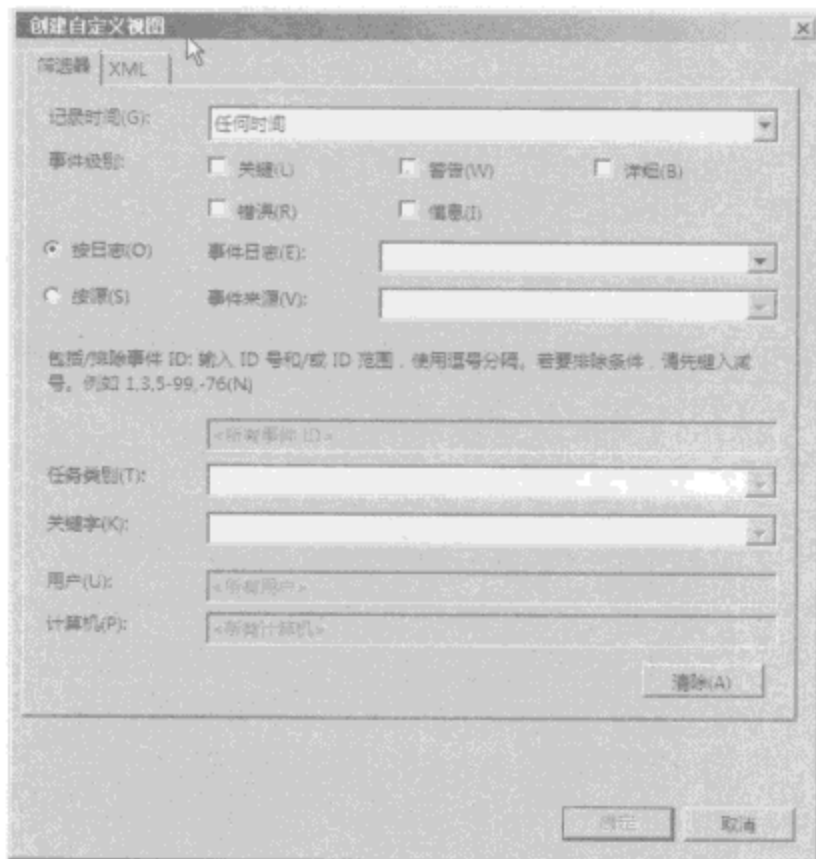 创建自定义视图
筛选器 XML
记录时间(G): 任何时间
事件级别: 关键(L) 警告(W) 详细(B)
错误(R) 信息(I)
按日志(O) 事件日志(E):
按源(S) 事件来源(V):
包括/排除事件 ID: 输入 ID 号和/或 ID 范围，使用逗号分隔。若要排除条件，请先键入减
号。例如 1,3,5-99,-76(N)
<所有事件 ID>
任务类别(T):
关键字(K):
用户(U): <所有用户>
计算机(P): <所有计算机>
清除(A)
确定 取消